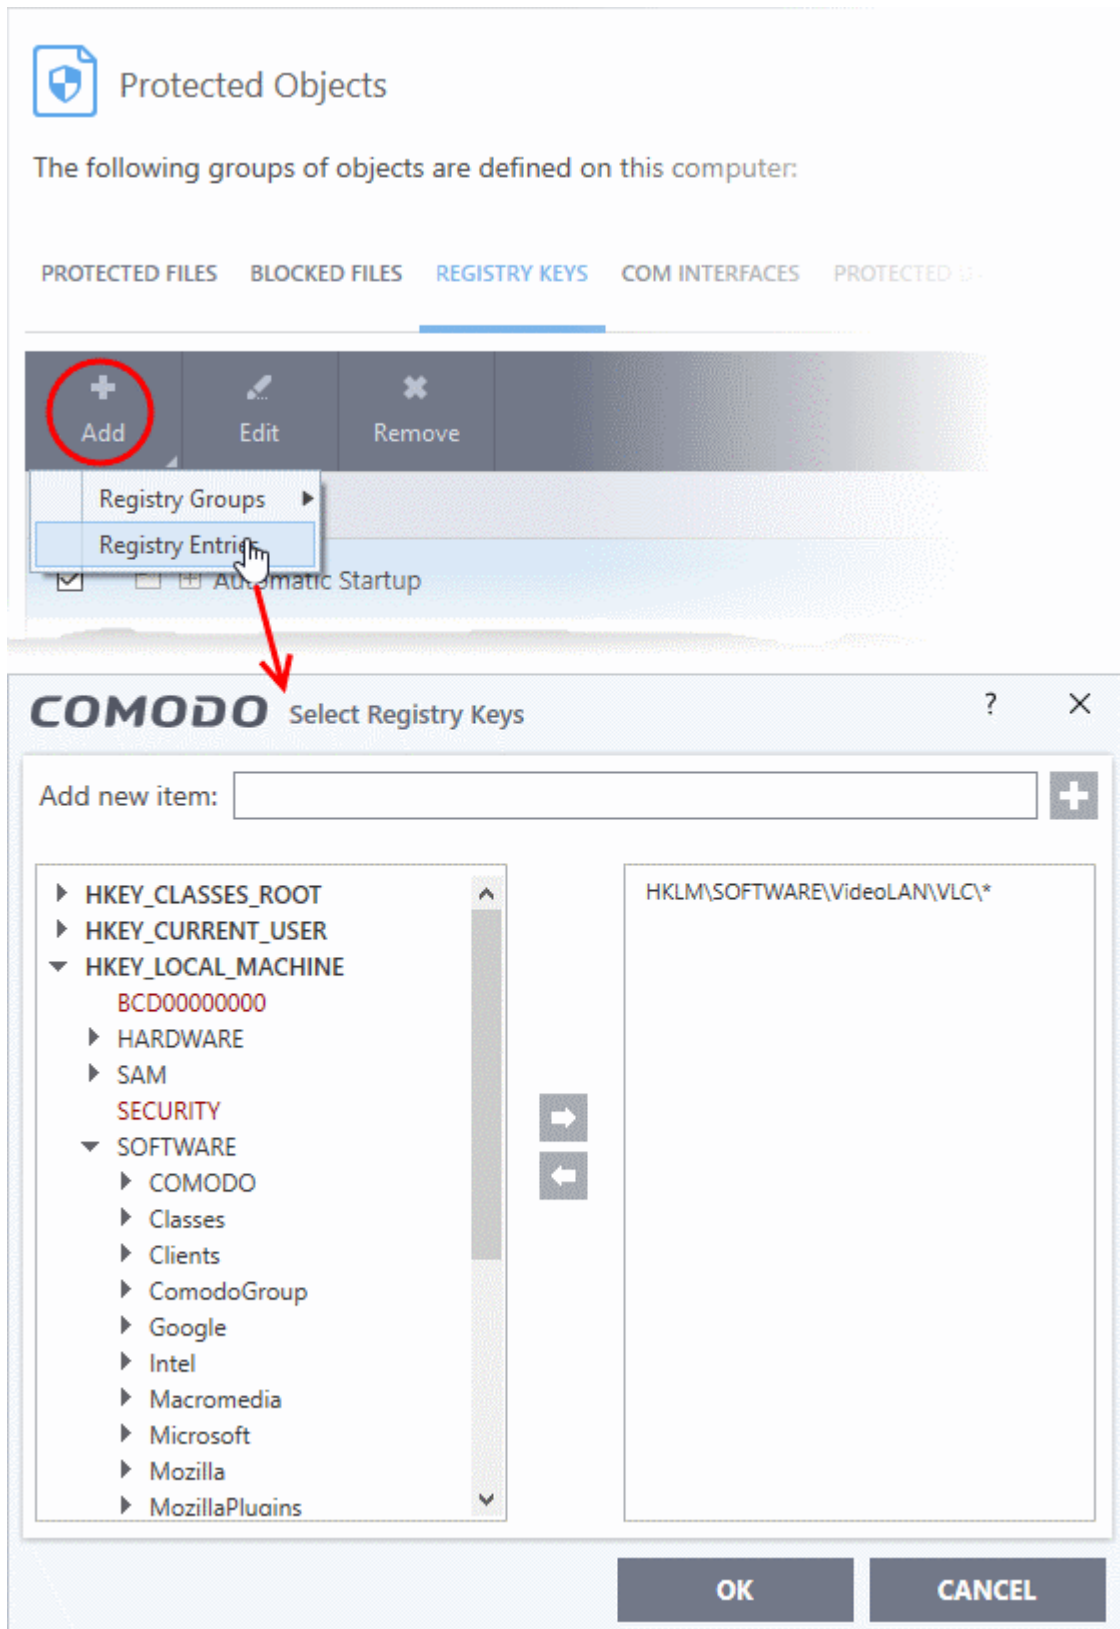 Protected Objects
The following groups of objects are defined on this computer:
PROTECTED FILES BLOCKED FILES REGISTRY KEYS COM INTERFACES PROTECTED
Add Edit Remove
Registry Groups
Registry Entries
Automatic Startup
COMODO Select Registry Keys ? ×
Add new item:
HKEY_CLASSES_ROOT
HKEY_CURRENT_USER
HKEY_LOCAL_MACHINE
BCD00000000
HARDWARE
SAM
SECURITY
SOFTWARE
COMODO
Classes
Clients
ComodoGroup
Google
Intel
Macromedia
Microsoft
Mozilla
MozillaPlugins
HKLM\SOFTWARE\VideoLAN\VLC\*
OK CANCEL